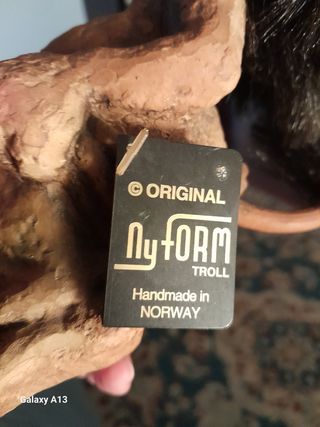 © ORIGINAL
NyFORM
TROLL
Handmade in
NORWAY
Galaxy A13